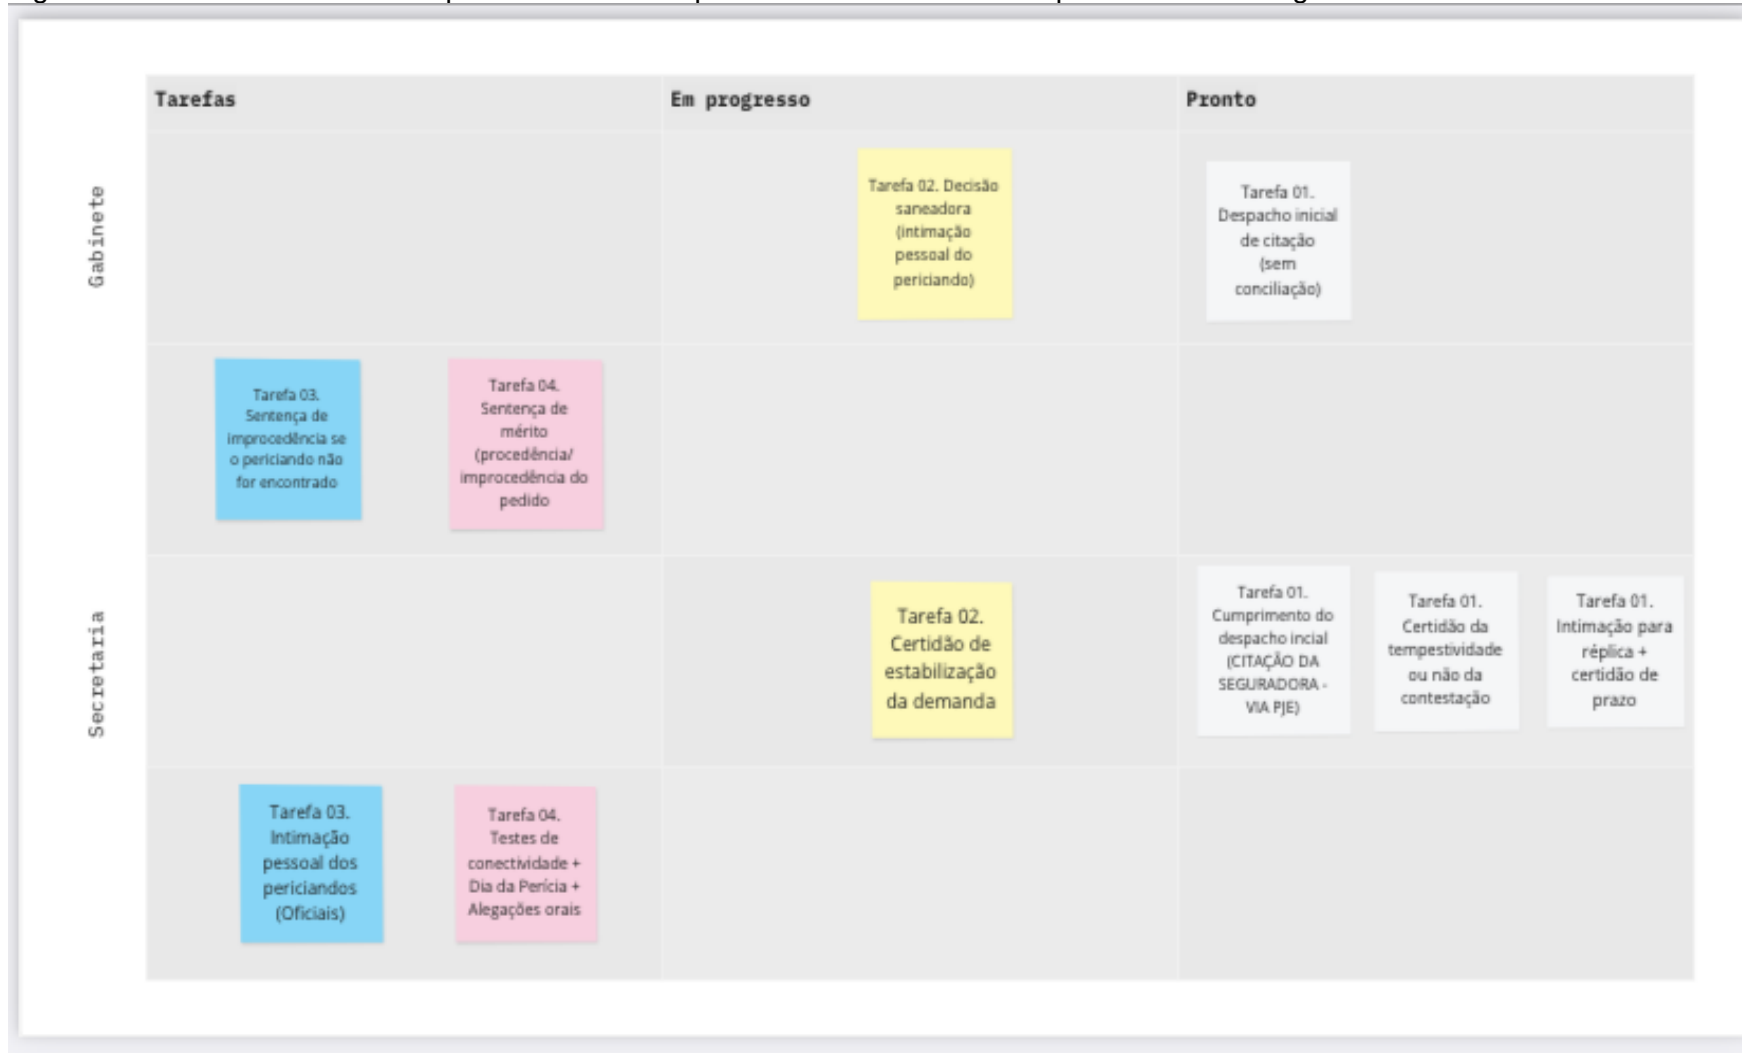 Tarefas
Em progresso
Pronto
Gabinete
Tarefa 02. Decisão
saneadora
(intimação
pessoal do
periciando)
Tarefa 01.
Despacho inicial
de citação
(sem
conciliação)
Tarefa 03.
Sentença de
improcedência se
o periciando não
for encontrado
Tarefa 04.
Sentença de
mérito
(procedência/
improcedência do
pedido
Secretaria
Tarefa 02.
Certidão de
estabilização
da demanda
Tarefa 01.
Cumprimento do
despacho incial
(CITAÇÃO DA
SEGURADORA -
VIA PJE)
Tarefa 01.
Certidão da
tempestividade
ou não da
contestação
Tarefa 01.
Intimação para
réplica +
certidão de
prazo
Tarefa 03.
Intimação
pessoal dos
periciandos
(Oficiais)
Tarefa 04.
Testes de
conectividade +
Dia da Perícia +
Alegações orais